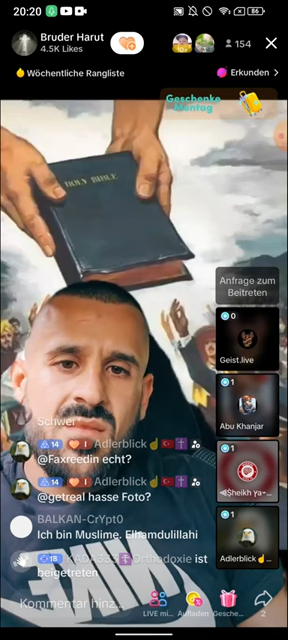 20:20
86
Bruder Harut
4.5K Likes
154
Wöchentliche Rangliste
Erkunden
Geschenke
Montag
HOLY BIBLE
Anfrage zum
Beitreten
0
Geist.live
1
Abu Khanjar
1
1
Adlerblick☝...
Schwer
14 I Adlerblick☝🇹🇷✝
@Faxreedin echt?
14 I Adlerblick☝🇹🇷✝
@getreal hasse Foto?
BALKAN-CrYpt0
Ich bin Muslime. Elhamdulillahi
18 Orthodoxie ist
beigetreten
Kommentar hinz...
LIVE mi...
Aufladen
Gesche...
2